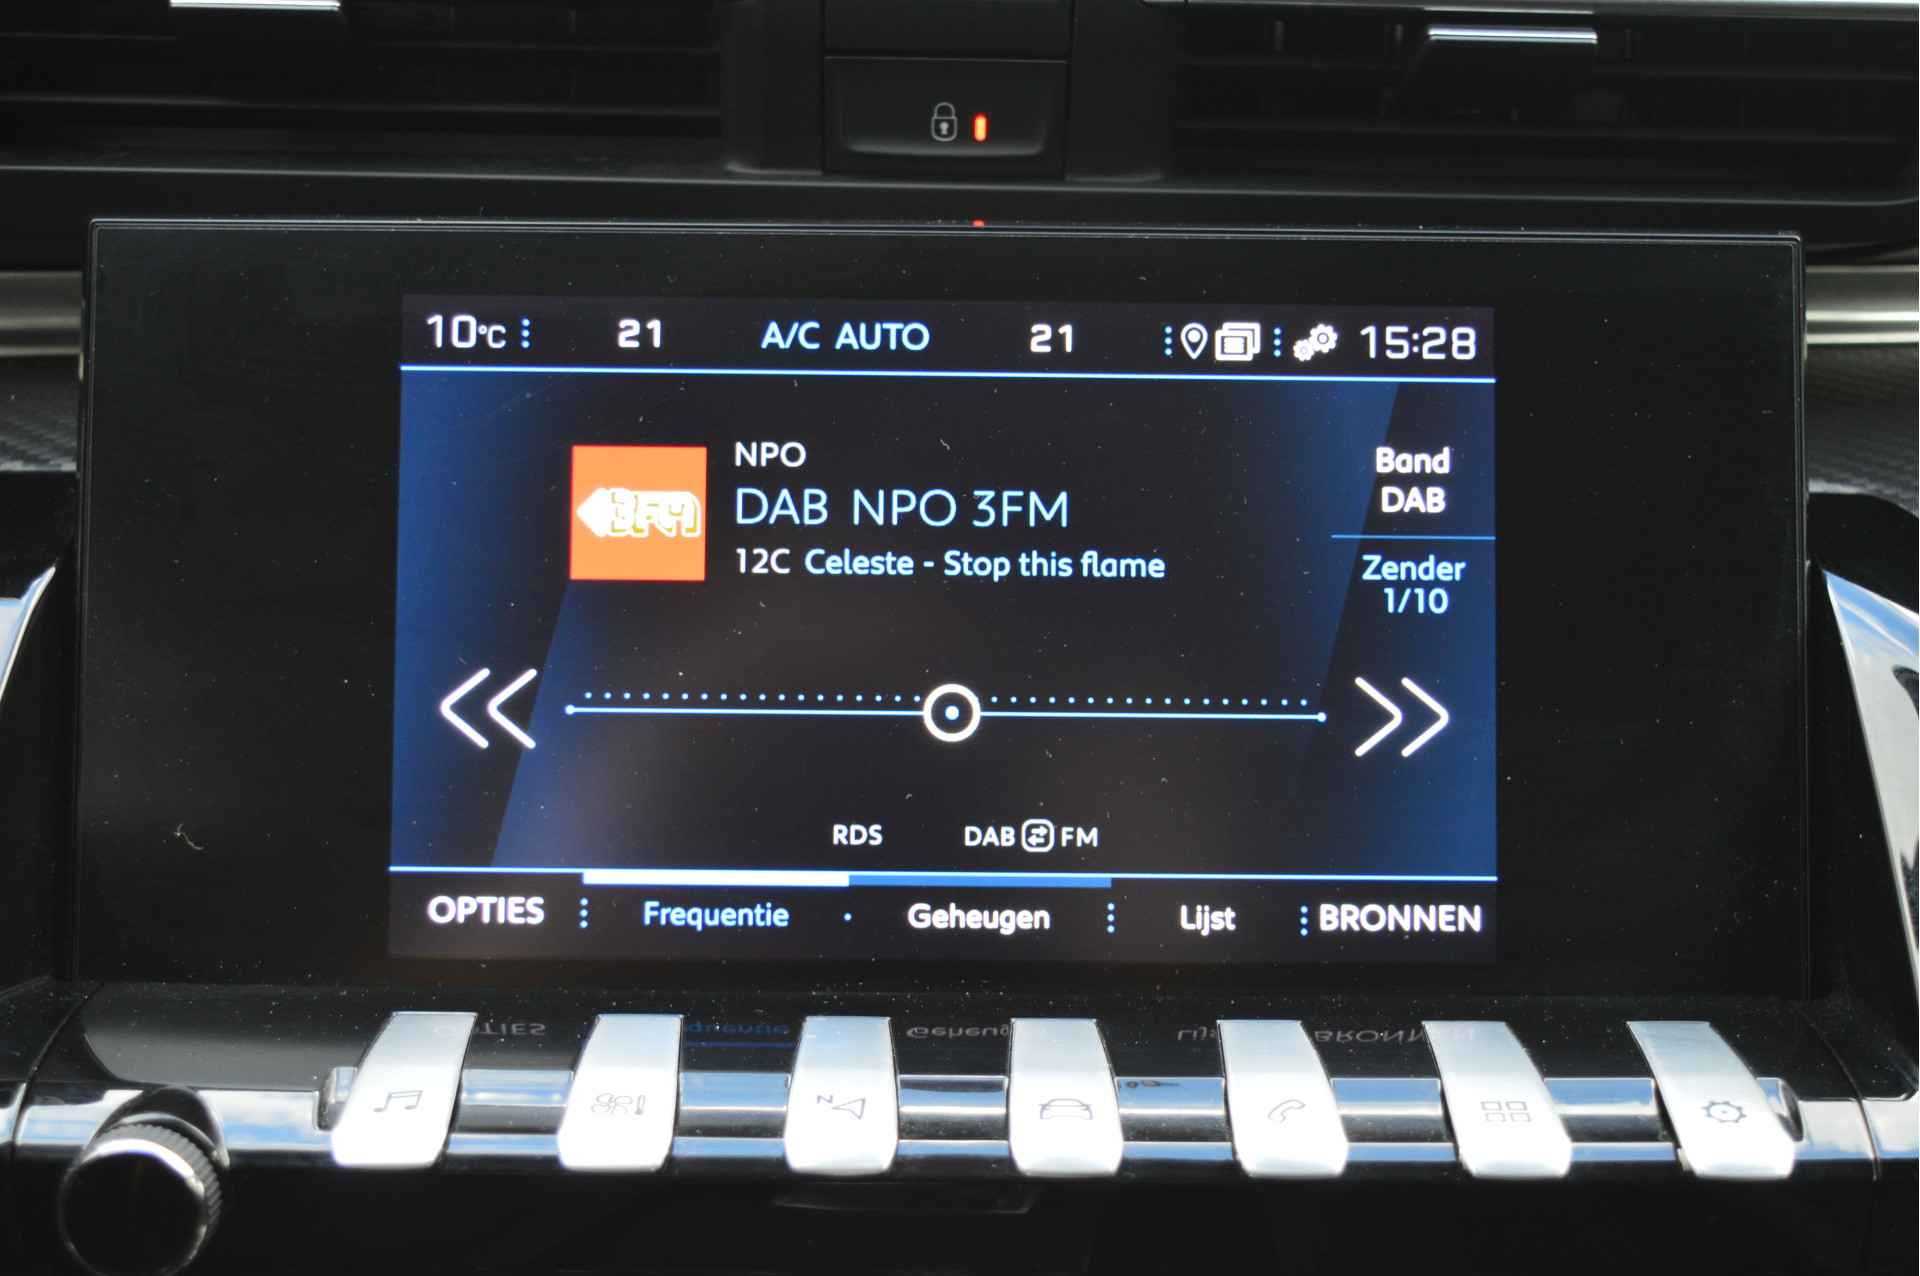 10°C 21 A/C AUTO 21 15:28
3FM
NPO
DAB NPO 3FM
12C Celeste - Stop this flame
Band
DAB
Zender
1/10
RDS DAB FM
OPTIES Frequentie Geheugen Lijst BRONNEN
N